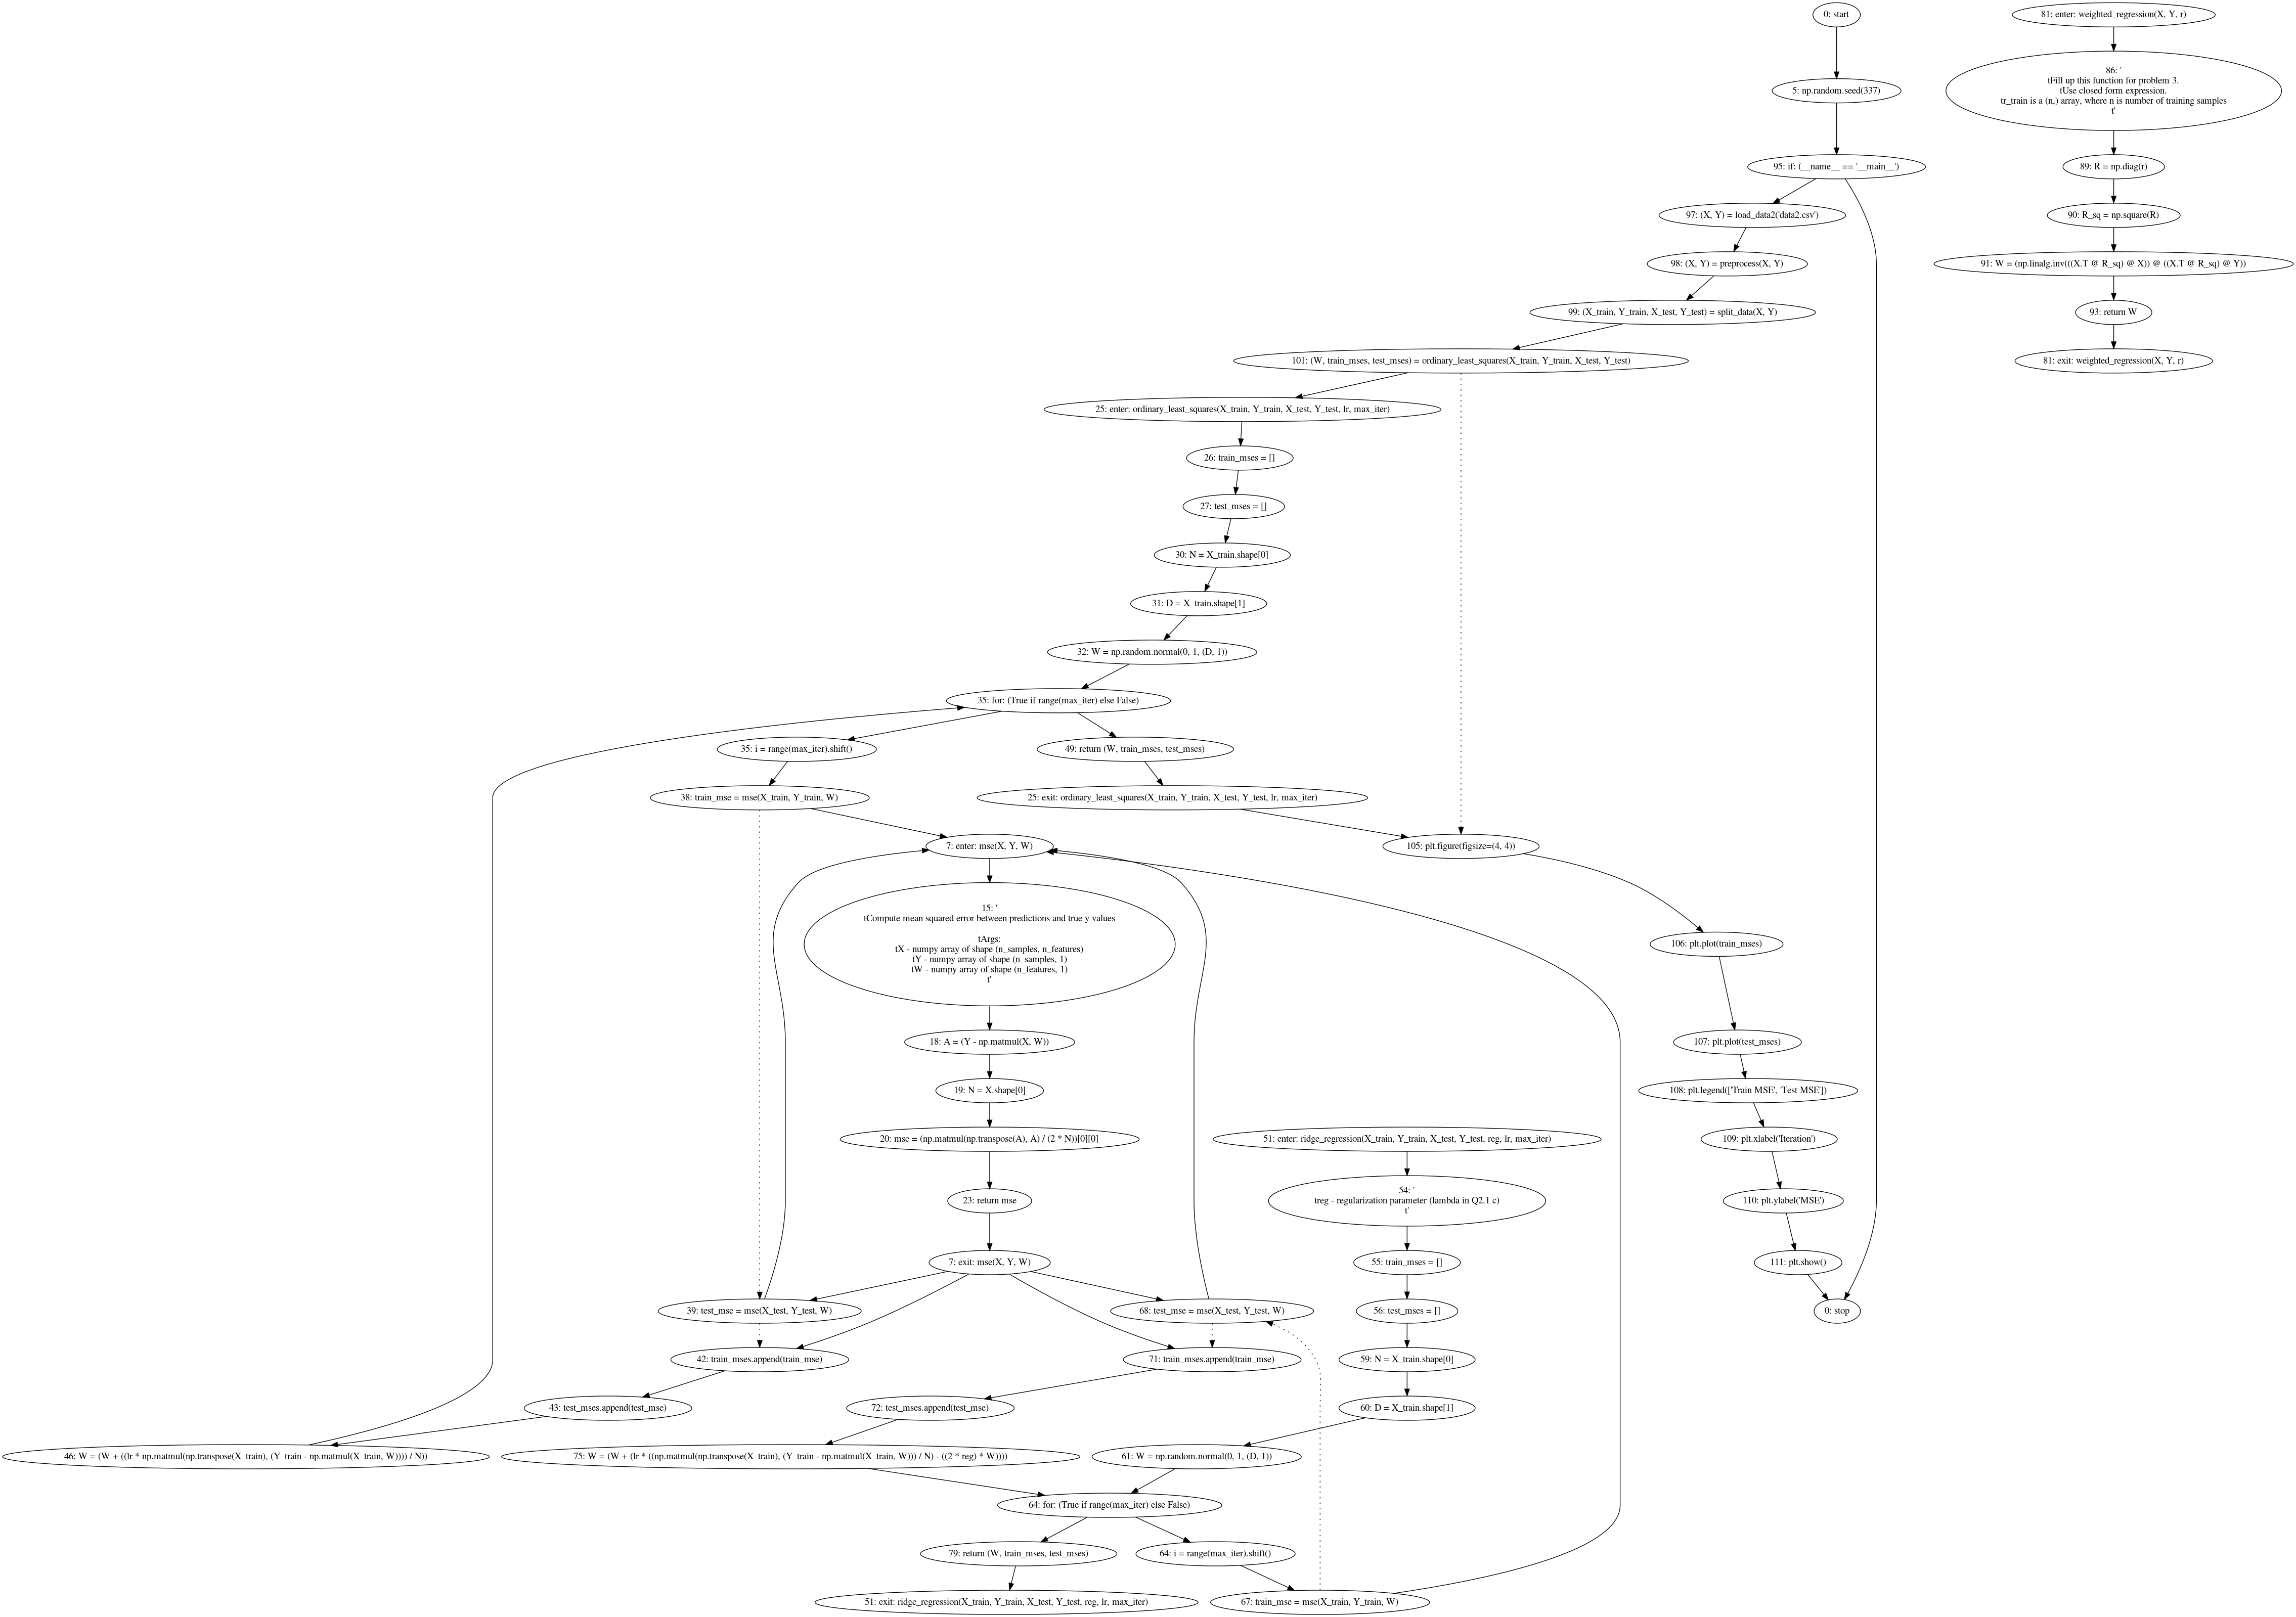 0: start
5: np.random.seed(337)
95: if: (__name__ == '__main__')
97: (X, Y) = load_data2('data2.csv')
98: (X, Y) = preprocess(X, Y)
99: (X_train, Y_train, X_test, Y_test) = split_data(X, Y)
101: (W, train_mses, test_mses) = ordinary_least_squares(X_train, Y_train, X_test, Y_test)
25: enter: ordinary_least_squares(X_train, Y_train, X_test, Y_test, lr, max_iter)
26: train_mses = []
27: test_mses = []
30: N = X_train.shape[0]
31: D = X_train.shape[1]
32: W = np.random.normal(0, 1, (D, 1))
35: for: (True if range(max_iter) else False)
35: i = range(max_iter).shift()
49: return (W, train_mses, test_mses)
38: train_mse = mse(X_train, Y_train, W)
25: exit: ordinary_least_squares(X_train, Y_train, X_test, Y_test, lr, max_iter)
7: enter: mse(X, Y, W)
105: plt.figure(figsize=(4, 4))
15: '
tCompute mean squared error between predictions and true y values
tArgs:
tX - numpy array of shape (n_samples, n_features)
tY - numpy array of shape (n_samples, 1)
tW - numpy array of shape (n_features, 1)
t'
106: plt.plot(train_mses)
18: A = (Y - np.matmul(X, W))
107: plt.plot(test_mses)
19: N = X.shape[0]
108: plt.legend(['Train MSE', 'Test MSE'])
20: mse = (np.matmul(np.transpose(A), A) / (2 * N))[0][0]
51: enter: ridge_regression(X_train, Y_train, X_test, Y_test, reg, lr, max_iter)
109: plt.xlabel('Iteration')
23: return mse
54: '
treg - regularization parameter (lambda in Q2.1 c)
t'
110: plt.ylabel('MSE')
7: exit: mse(X, Y, W)
55: train_mses = []
111: plt.show()
39: test_mse = mse(X_test, Y_test, W)
68: test_mse = mse(X_test, Y_test, W)
56: test_mses = []
0: stop
42: train_mses.append(train_mse)
71: train_mses.append(train_mse)
59: N = X_train.shape[0]
43: test_mses.append(test_mse)
72: test_mses.append(test_mse)
60: D = X_train.shape[1]
46: W = (W + ((lr * np.matmul(np.transpose(X_train), (Y_train - np.matmul(X_train, W)))) / N))
75: W = (W + (lr * ((np.matmul(np.transpose(X_train), (Y_train - np.matmul(X_train, W))) / N) - ((2 * reg) * W))))
61: W = np.random.normal(0, 1, (D, 1))
64: for: (True if range(max_iter) else False)
79: return (W, train_mses, test_mses)
64: i = range(max_iter).shift()
51: exit: ridge_regression(X_train, Y_train, X_test, Y_test, reg, lr, max_iter)
67: train_mse = mse(X_train, Y_train, W)
81: enter: weighted_regression(X, Y, r)
86: '
tFill up this function for problem 3.
tUse closed form expression.
tr_train is a (n,) array, where n is number of training samples
t'
89: R = np.diag(r)
90: R_sq = np.square(R)
91: W = (np.linalg.inv(((X.T @ R_sq) @ X)) @ ((X.T @ R_sq) @ Y))
93: return W
81: exit: weighted_regression(X, Y, r)